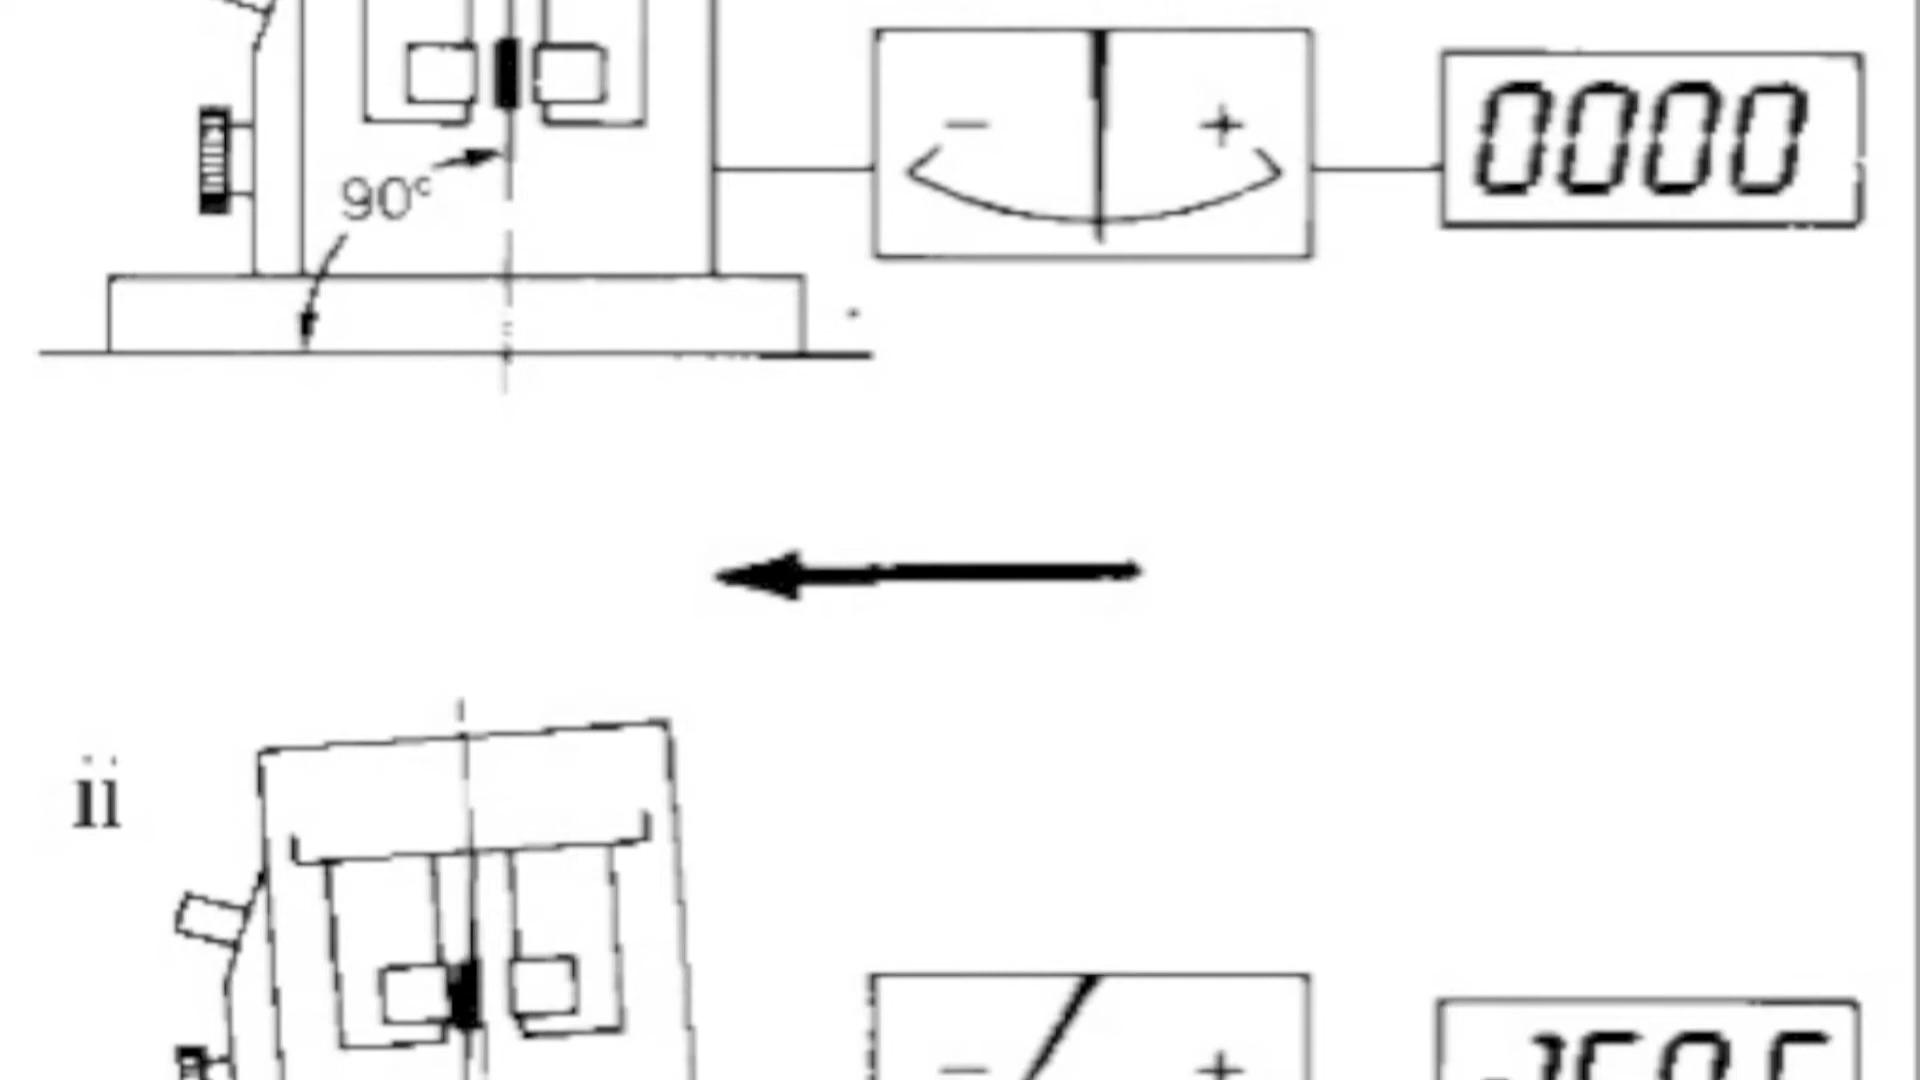 − +
0000
90°
ii
− +